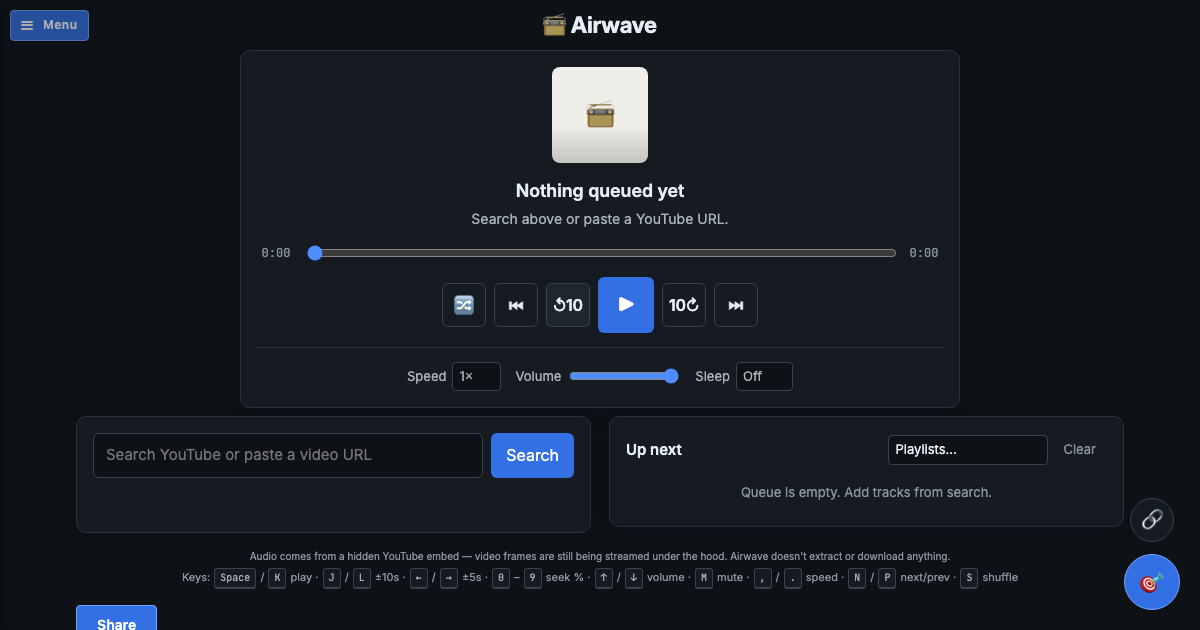 Menu
Airwave
Nothing queued yet
Search above or paste a YouTube URL.
0:00
0:00
10
10
Speed 1× Volume Sleep Off
Search YouTube or paste a video URL
Search
Up next
Playlists...
Clear
Queue is empty. Add tracks from search.
Audio comes from a hidden YouTube embed — video frames are still being streamed under the hood. Airwave doesn't extract or download anything.
Keys: Space / K play · J / L ±10s · ← / → ±5s · 0 – 9 seek % · ↑ / ↓ volume · M mute · , / . speed · N / P next/prev · S shuffle
Share